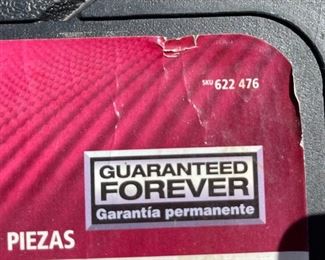 SKU 622 476
GUARANTEED
FOREVER
Garantía permanente
PIEZAS